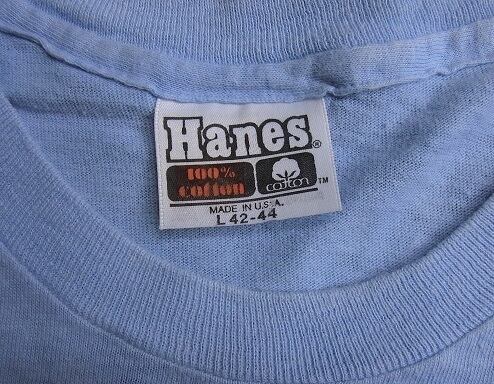 Hanes®
100% cotton
cotton ™
MADE IN U.S.A.
L 42-44